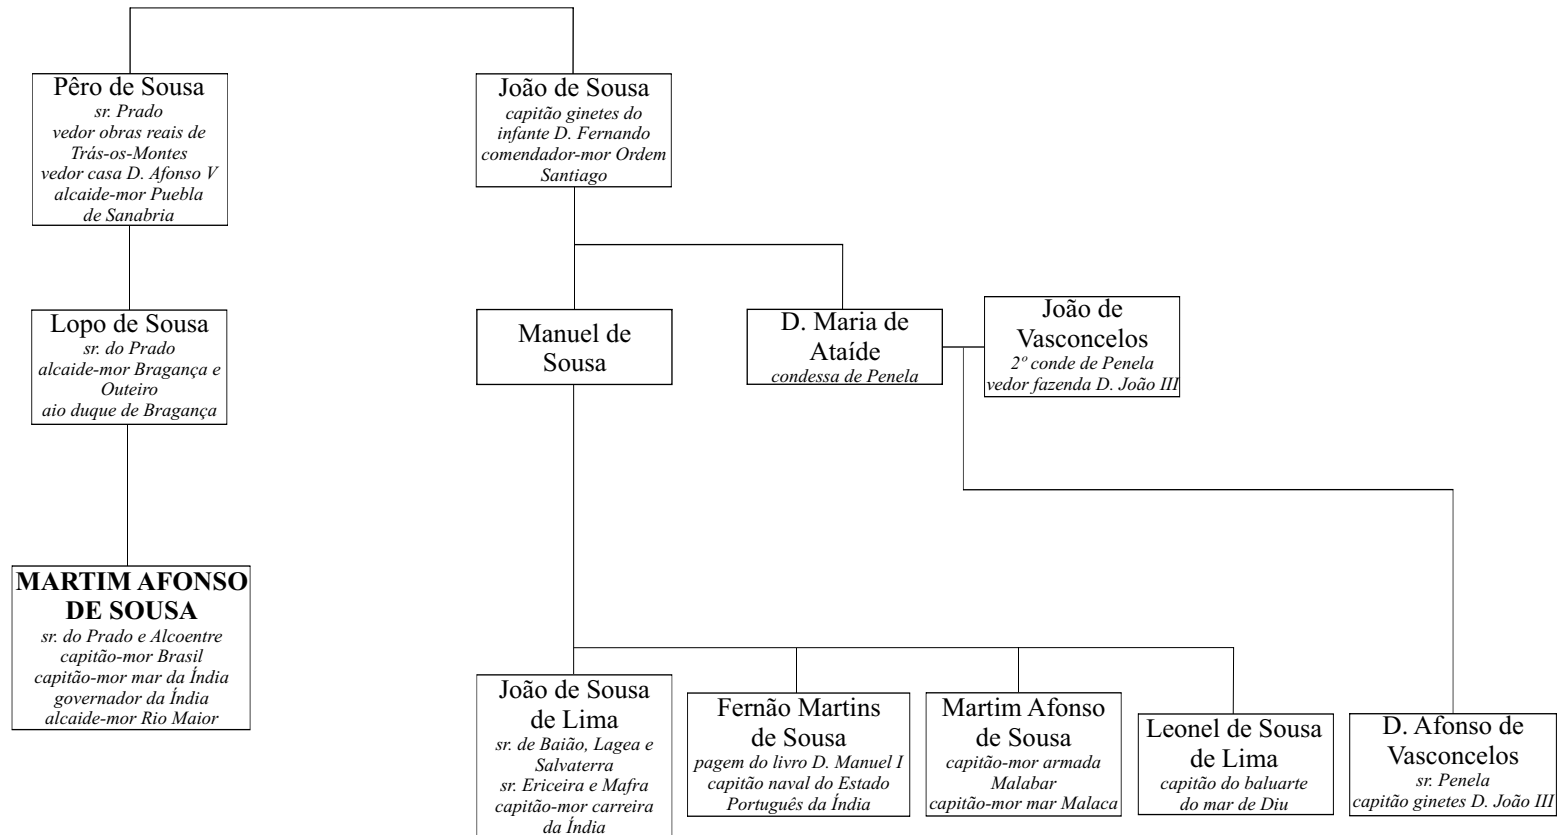 Pêro de Sousa
sr. Prado
vedor obras reais de
Trás-os-Montes
vedor casa D. Afonso V
alcaide-mor Puebla
de Sanabria
João de Sousa
capitão ginetes do
infante D. Fernando
comendador-mor Ordem
Santiago
Lopo de Sousa
sr. do Prado
alcaide-mor Bragança e
Outeiro
aio duque de Bragança
Manuel de
Sousa
D. Maria de
Ataíde
condessa de Penela
João de
Vasconcelos
2º conde de Penela
vedor fazenda D. João III
MARTIM AFONSO
DE SOUSA
sr. do Prado e Alcoentre
capitão-mor Brasil
capitão-mor mar da Índia
governador da Índia
alcaide-mor Rio Maior
João de Sousa
de Lima
sr. de Baião, Lagea e
Salvaterra
sr. Ericeira e Mafra
capitão-mor carreira
da Índia
Fernão Martins
de Sousa
pagem do livro D. Manuel I
capitão naval do Estado
Português da Índia
Martim Afonso
de Sousa
capitão-mor armada
Malabar
capitão-mor mar Malaca
Leonel de Sousa
de Lima
capitão do baluarte
do mar de Diu
D. Afonso de
Vasconcelos
sr. Penela
capitão ginetes D. João III